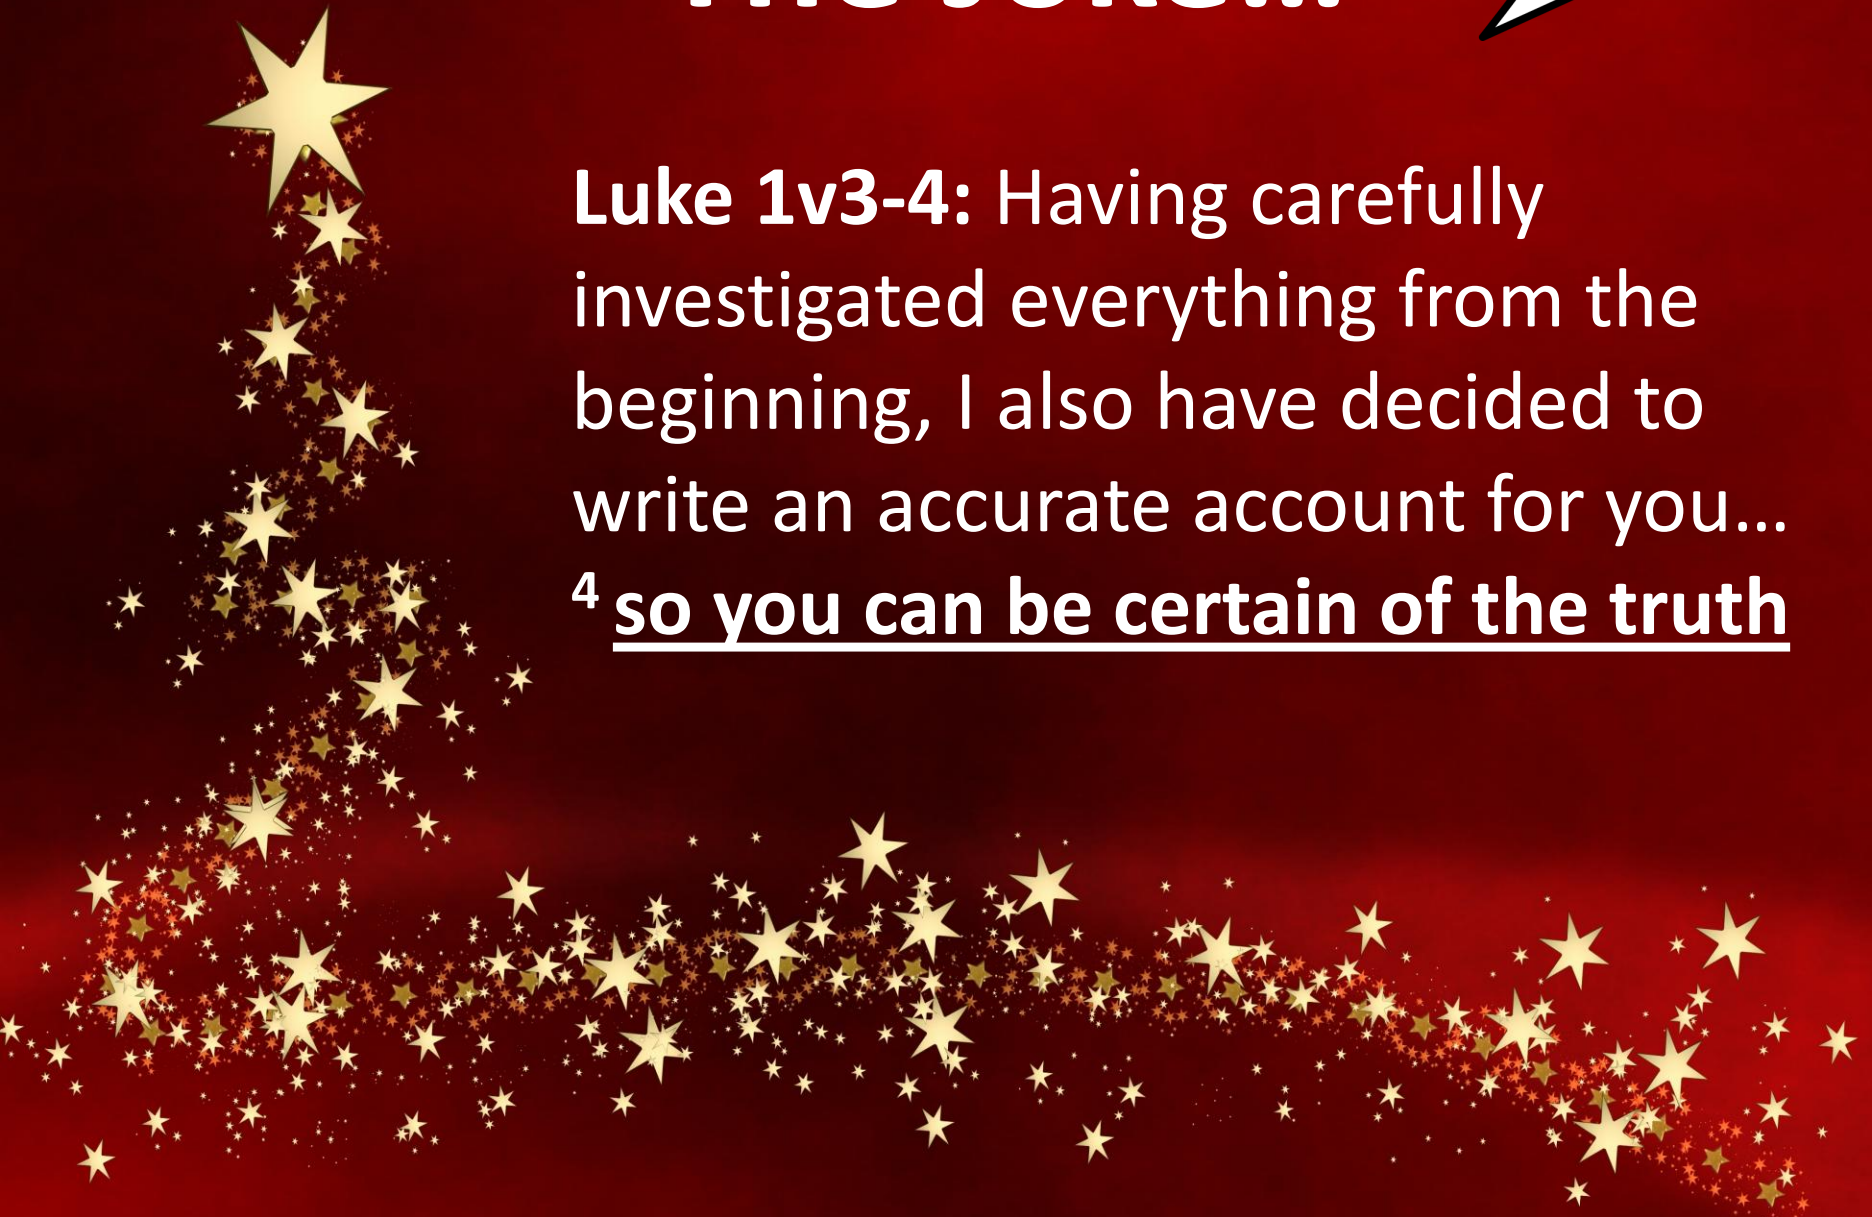 Luke 1v3-4: Having carefully
investigated everything from the
beginning, I also have decided to
write an accurate account for you...
4 so you can be certain of the truth